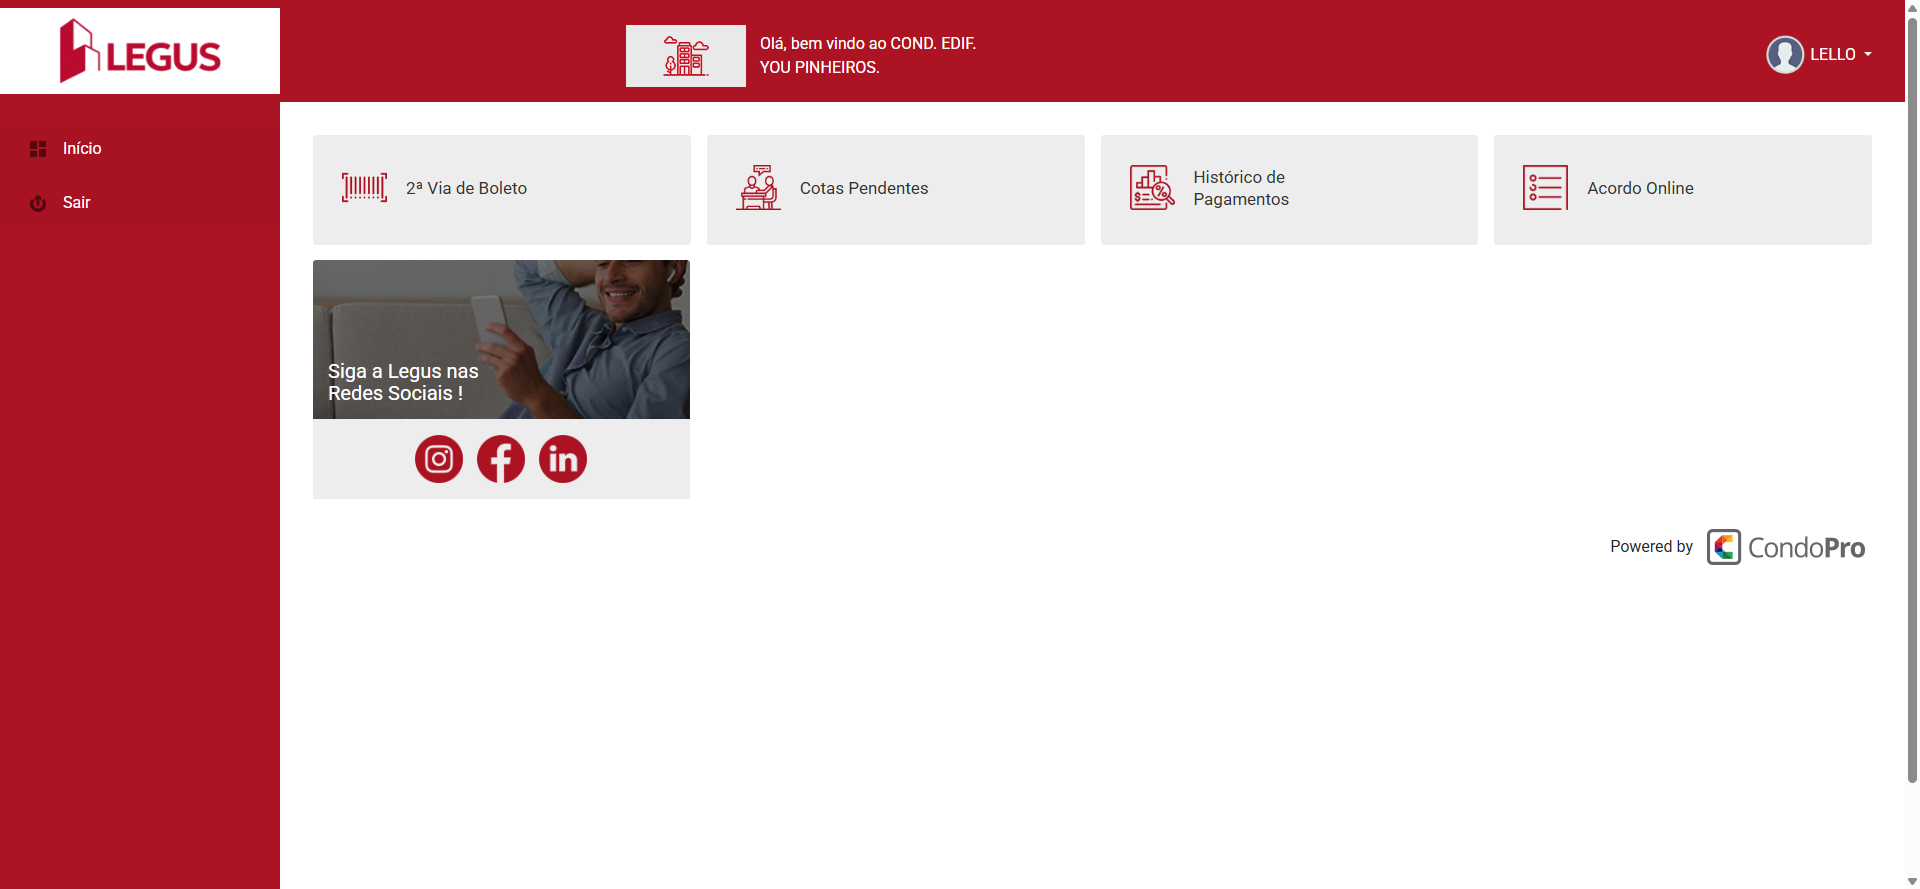 LEGUS
Olá, bem vindo ao COND. EDIF.
YOU PINHEIROS.
LELLO
Início
Sair
2ª Via de Boleto
Cotas Pendentes
Histórico de
Pagamentos
Acordo Online
Siga a Legus nas
Redes Sociais !
Powered by CondoPro